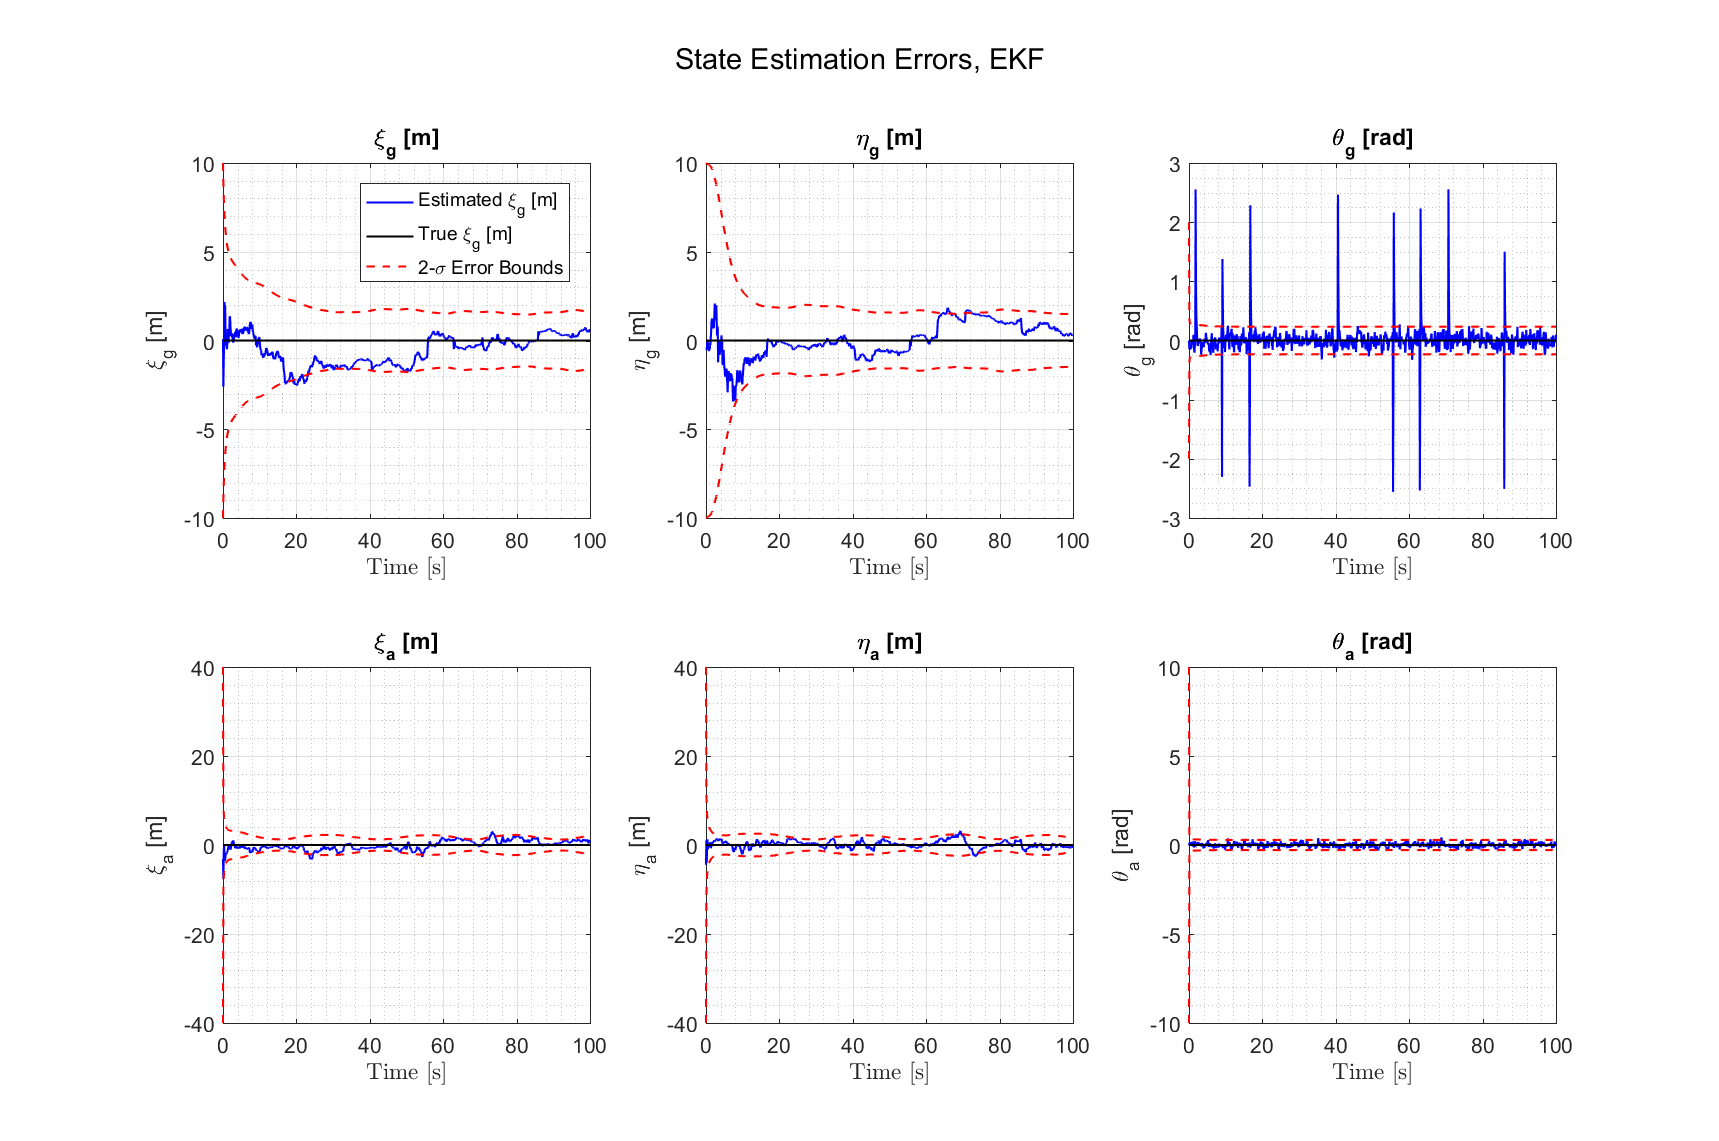 State Estimation Errors, EKF
ξg [m]
10
5
0
-5
-10
ξg [m]
Estimated ξg [m]
True ξg [m]
2-σ Error Bounds
0 20 40 60 80 100
Time [s]
ηg [m]
10
5
0
-5
-10
ηg [m]
0 20 40 60 80 100
Time [s]
θg [rad]
3
2
1
0
-1
-2
-3
θg [rad]
0 20 40 60 80 100
Time [s]
ξa [m]
40
20
0
-20
-40
ξa [m]
0 20 40 60 80 100
Time [s]
ηa [m]
40
20
0
-20
-40
ηa [m]
0 20 40 60 80 100
Time [s]
θa [rad]
10
5
0
-5
-10
θa [rad]
0 20 40 60 80 100
Time [s]